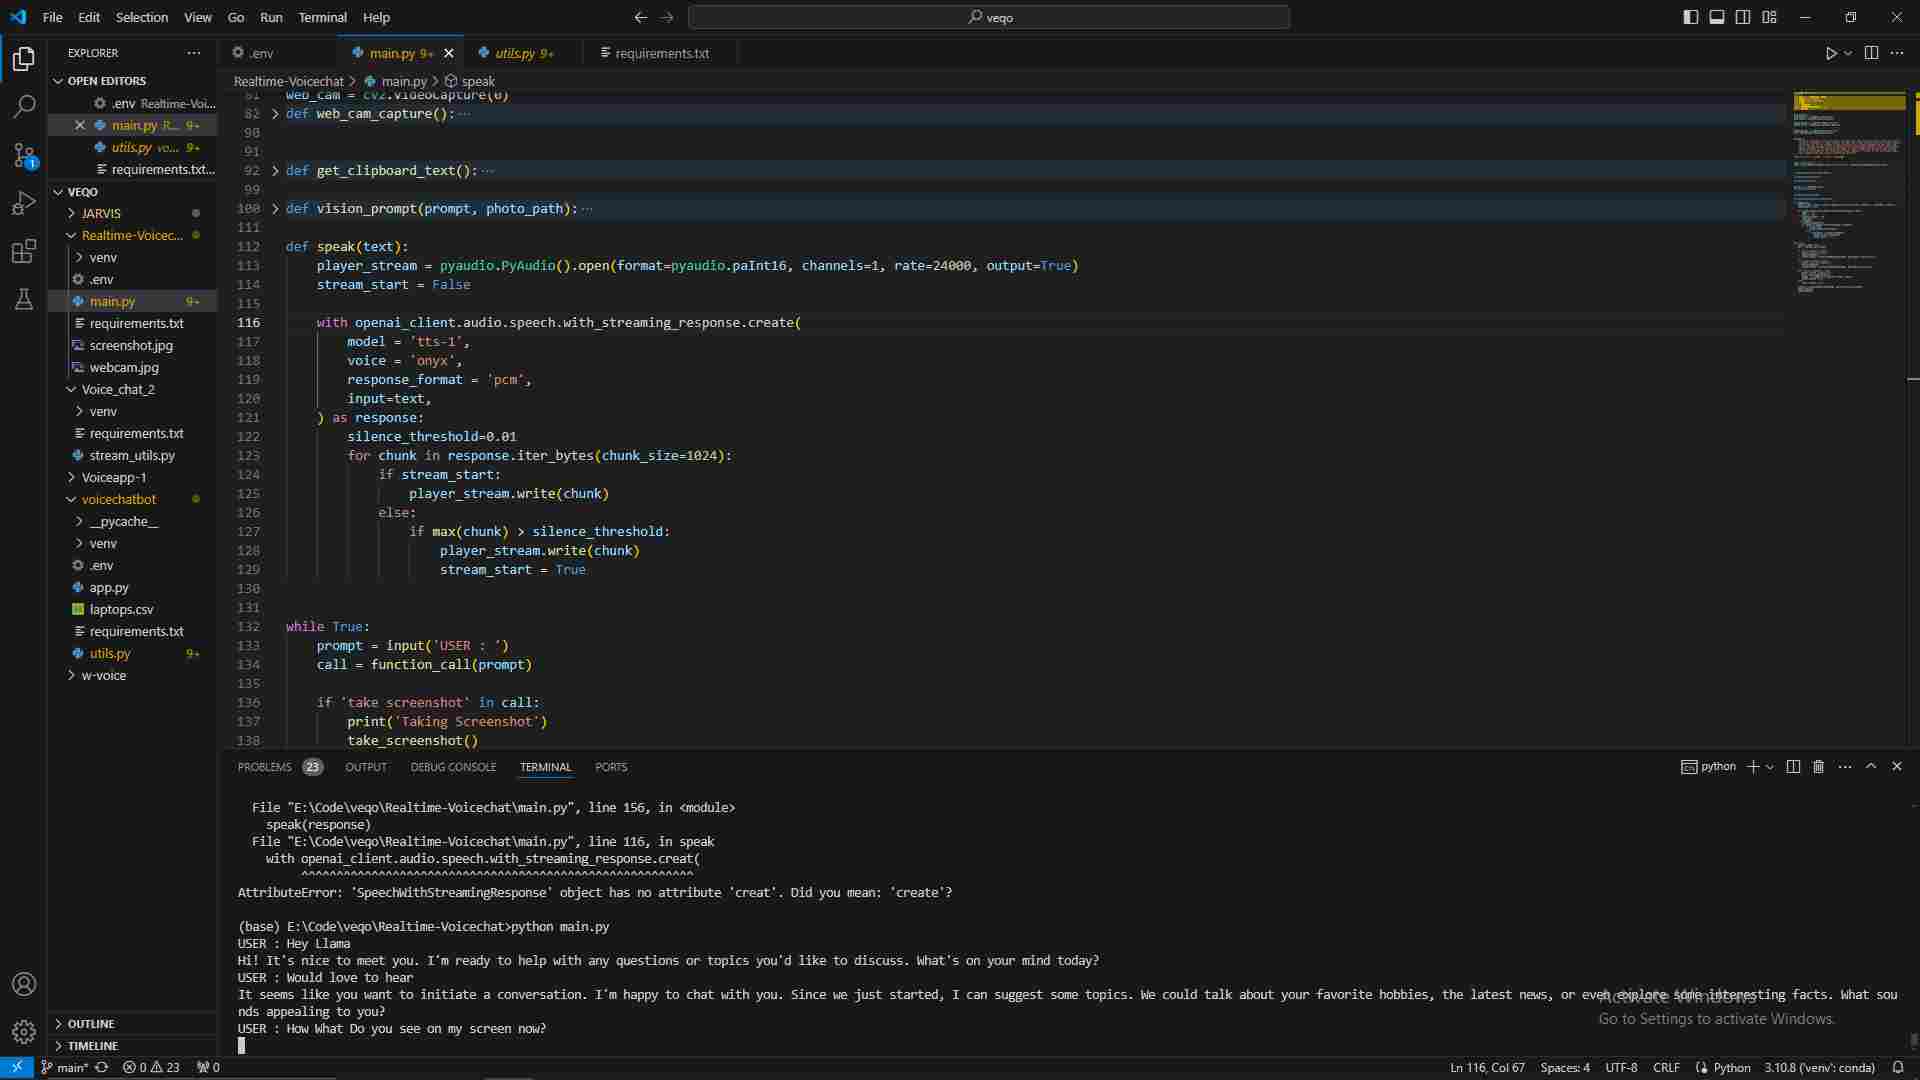 File Edit Selection View Go Run Terminal Help
veqo
EXPLORER
OPEN EDITORS
.env Realtime-Voi...
main.py R... 9+
utils.py vo... 9+
requirements.txt...
VEQO
JARVIS
Realtime-Voicec...
venv
.env
main.py 9+
requirements.txt
screenshot.jpg
webcam.jpg
Voice_chat_2
venv
requirements.txt
stream_utils.py
Voiceapp-1
voicechatbot
__pycache__
venv
.env
app.py
laptops.csv
requirements.txt
utils.py 9+
w-voice
OUTLINE
TIMELINE
.env
main.py 9+
utils.py 9+
requirements.txt
Realtime-Voicechat > main.py > speak
81 web_cam = cv2.VideoCapture(0)
82 def web_cam_capture(): ...
90
91
92 def get_clipboard_text(): ...
99
100 def vision_prompt(prompt, photo_path): ...
111
112 def speak(text):
113 player_stream = pyaudio.PyAudio().open(format=pyaudio.paInt16, channels=1, rate=24000, output=True)
114 stream_start = False
115
116 with openai_client.audio.speech.with_streaming_response.create(
117 model = 'tts-1',
118 voice = 'onyx',
119 response_format = 'pcm',
120 input=text,
121 ) as response:
122 silence_threshold=0.01
123 for chunk in response.iter_bytes(chunk_size=1024):
124 if stream_start:
125 player_stream.write(chunk)
126 else:
127 if max(chunk) > silence_threshold:
128 player_stream.write(chunk)
129 stream_start = True
130
131
132 while True:
133 prompt = input('USER : ')
134 call = function_call(prompt)
135
136 if 'take screenshot' in call:
137 print('Taking Screenshot')
138 take_screenshot()
PROBLEMS 23 OUTPUT DEBUG CONSOLE TERMINAL PORTS
python
File "E:\Code\veqo\Realtime-Voicechat\main.py", line 156, in <module>
speak(response)
File "E:\Code\veqo\Realtime-Voicechat\main.py", line 116, in speak
with openai_client.audio.speech.with_streaming_response.creat(
^^^^^^^^^^^^^^^^^^^^^^^^^^^^^^^^^^^^^^^^^^^^^^^^^^^^^^^^
AttributeError: 'SpeechWithStreamingResponse' object has no attribute 'creat'. Did you mean: 'create'?
(base) E:\Code\veqo\Realtime-Voicechat>python main.py
USER : Hey Llama
Hi! It's nice to meet you. I'm ready to help with any questions or topics you'd like to discuss. What's on your mind today?
USER : Would love to hear
It seems like you want to initiate a conversation. I'm happy to chat with you. Since we just started, I can suggest some topics. We could talk about your favorite hobbies, the latest news, or even explore some interesting facts. What sou
nds appealing to you?
USER : How What Do you see on my screen now?
Activate Windows
Go to Settings to activate Windows.
main* 0 23 0
Ln 116, Col 67 Spaces: 4 UTF-8 CRLF Python 3.10.8 ('venv': conda)
1